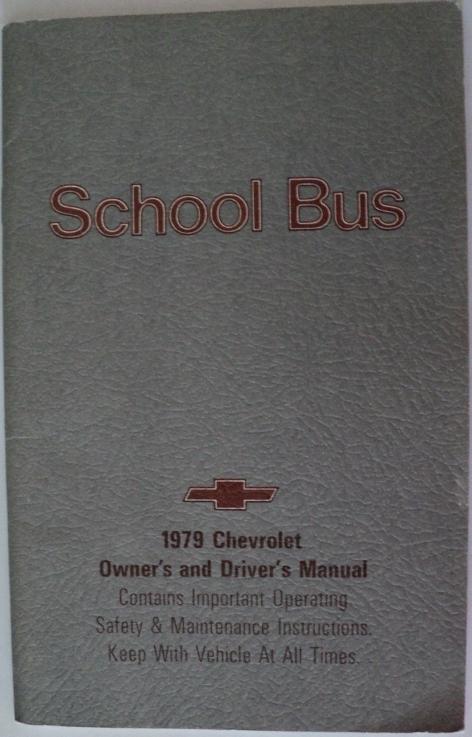 School Bus
1979 Chevrolet
Owner's and Driver's Manual
Contains Important Operating
Safety & Maintenance Instructions.
Keep With Vehicle At All Times.